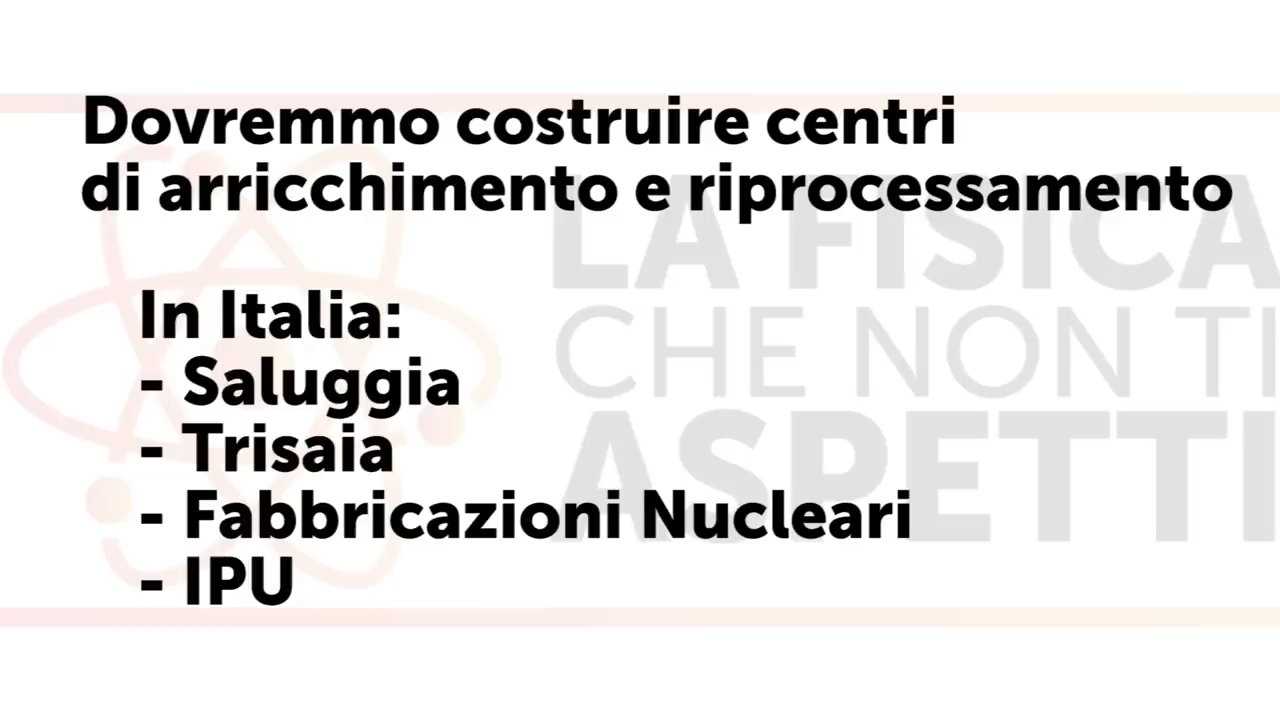 Dovremmo costruire centri
di arricchimento e riprocessamento
In Italia:
- Saluggia
- Trisaia
- Fabbricazioni Nucleari
- IPU
LA FISICA
CHE NON TI
ASPETTI